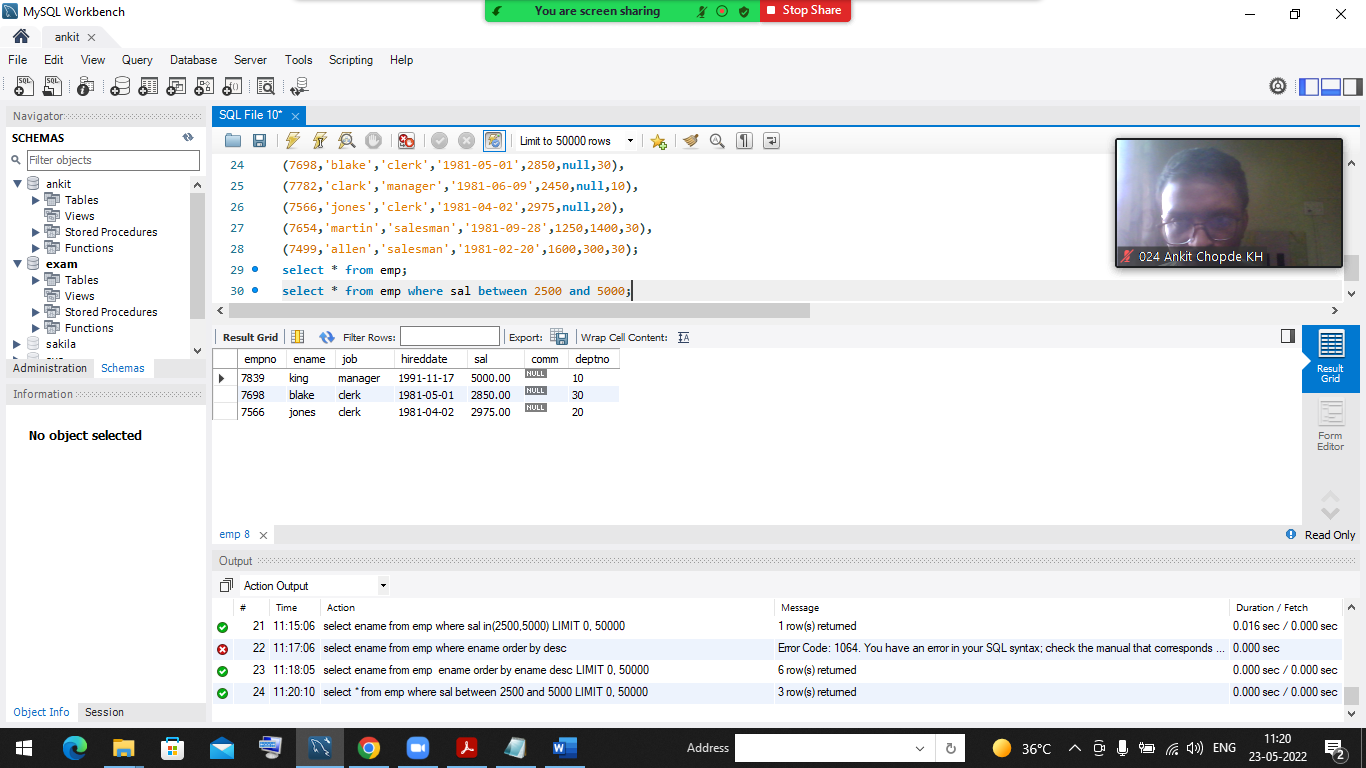 MySQL Workbench
You are screen sharing
Stop Share
ankit
File Edit View Query Database Server Tools Scripting Help
Navigator
SCHEMAS
Filter objects
ankit
Tables
Views
Stored Procedures
Functions
exam
Tables
Views
Stored Procedures
Functions
sakila
Administration Schemas
Information
No object selected
Object Info Session
SQL File 10*
Limit to 50000 rows
24 (7698,'blake','clerk','1981-05-01',2850,null,30),
25 (7782,'clark','manager','1981-06-09',2450,null,10),
26 (7566,'jones','clerk','1981-04-02',2975,null,20),
27 (7654,'martin','salesman','1981-09-28',1250,1400,30),
28 (7499,'allen','salesman','1981-02-20',1600,300,30);
29 select * from emp;
30 select * from emp where sal between 2500 and 5000;
024 Ankit Chopde KH
Result Grid Filter Rows: Export: Wrap Cell Content:
empno ename job hireddate sal comm deptno
7839 king manager 1991-11-17 5000.00 NULL 10
7698 blake clerk 1981-05-01 2850.00 NULL 30
7566 jones clerk 1981-04-02 2975.00 NULL 20
Result
Grid
Form
Editor
emp 8
Read Only
Output
Action Output
# Time Action Message Duration / Fetch
21 11:15:06 select ename from emp where sal in(2500,5000) LIMIT 0, 50000 1 row(s) returned 0.016 sec / 0.000 sec
22 11:17:06 select ename from emp where ename order by desc Error Code: 1064. You have an error in your SQL syntax; check the manual that corresponds ... 0.000 sec
23 11:18:05 select ename from emp ename order by ename desc LIMIT 0, 50000 6 row(s) returned 0.000 sec / 0.000 sec
24 11:20:10 select * from emp where sal between 2500 and 5000 LIMIT 0, 50000 3 row(s) returned 0.000 sec / 0.000 sec
Address
36°C
ENG
11:20
23-05-2022
2